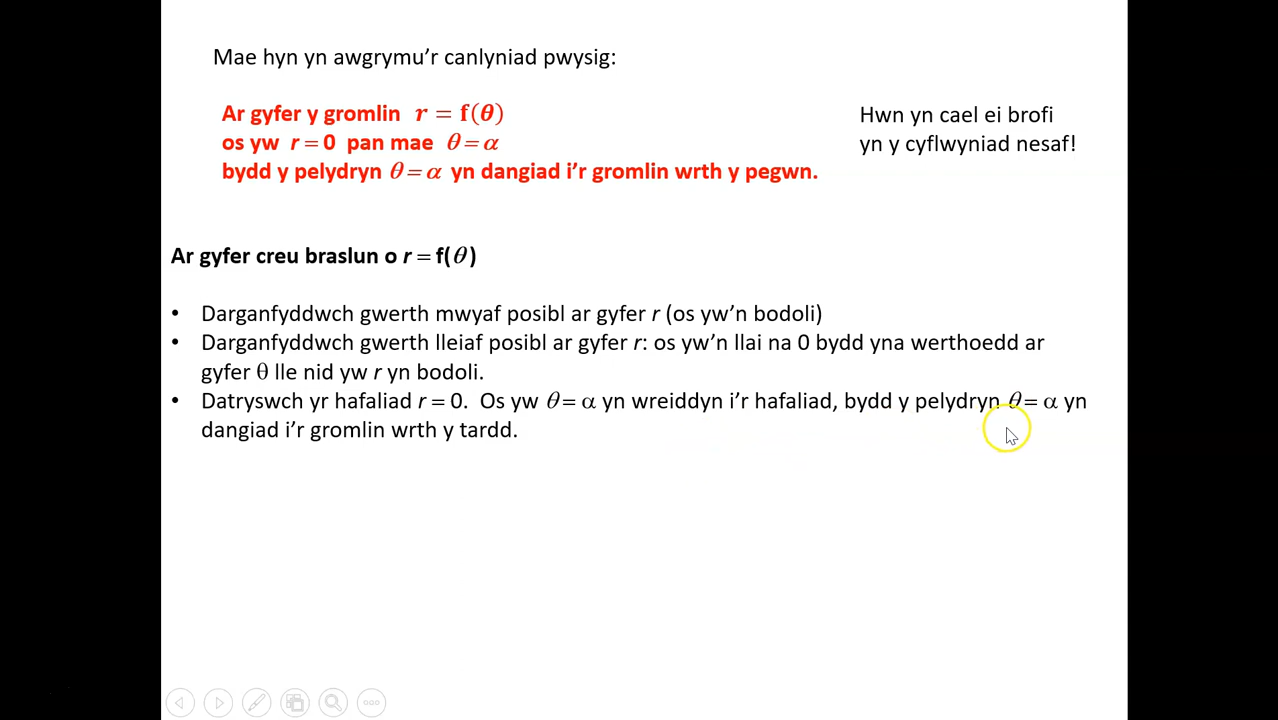 Mae hyn yn awgrymu’r canlyniad pwysig:
Ar gyfer y gromlin r = f(θ)
os yw r = 0 pan mae θ = α
bydd y pelydryn θ = α yn dangiad i’r gromlin wrth y pegwn.
Hwn yn cael ei brofi
yn y cyflwyniad nesaf!
Ar gyfer creu braslun o r = f(θ)
• Darganfyddwch gwerth mwyaf posibl ar gyfer r (os yw’n bodoli)
• Darganfyddwch gwerth lleiaf posibl ar gyfer r: os yw’n llai na 0 bydd yna werthoedd ar
gyfer θ lle nid yw r yn bodoli.
• Datryswch yr hafaliad r = 0. Os yw θ = α yn wreiddyn i’r hafaliad, bydd y pelydryn θ = α yn
dangiad i’r gromlin wrth y tardd.